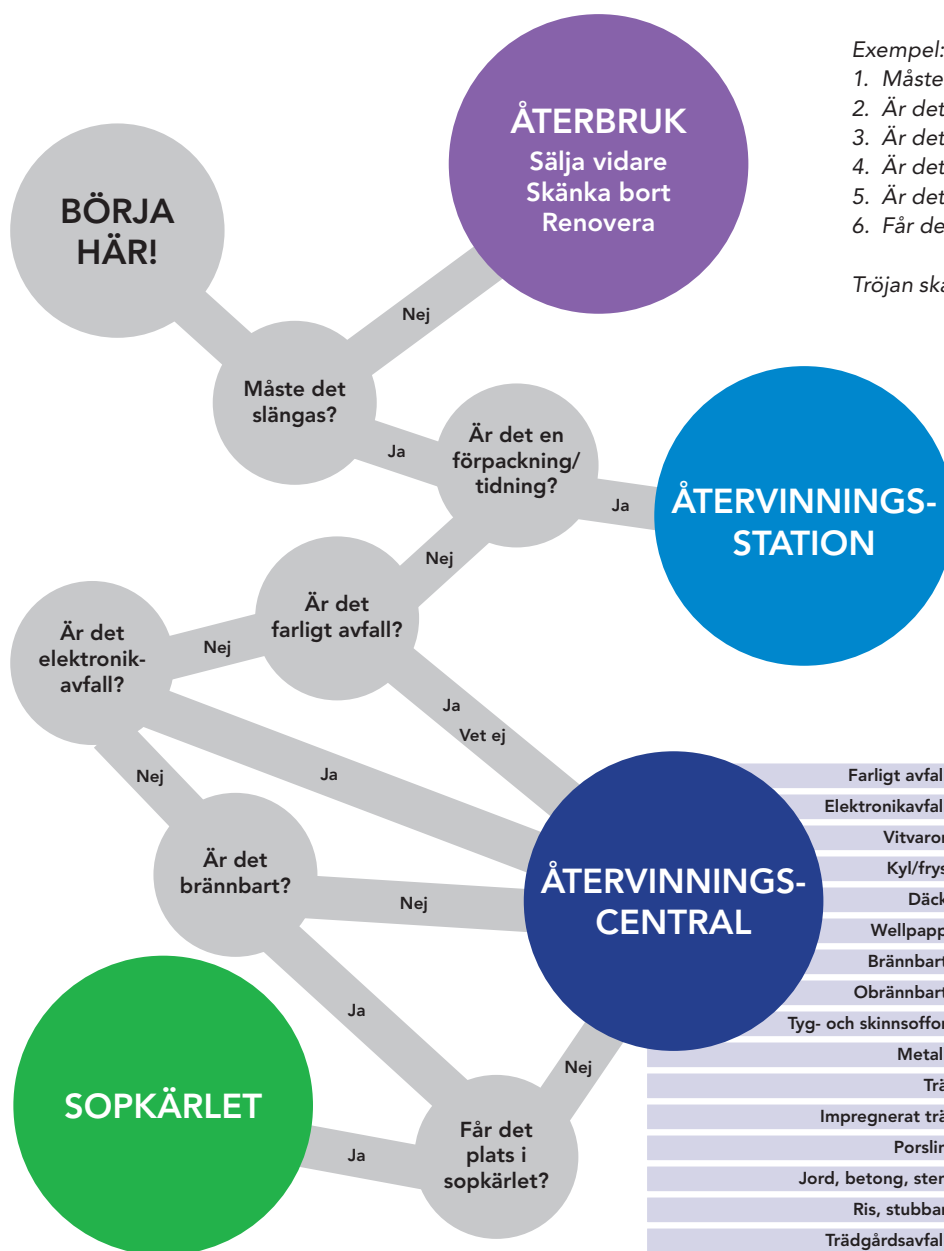 Exempel:
1. Måste
2. Är det
3. Är det
4. Är det
5. Är det
6. Får de
Tröjan ska
ÅTERBRUK
Sälja vidare
Skänka bort
Renovera
BÖRJA
HÄR!
Nej
Måste det
slängas?
Ja
Är det en
förpackning/
tidning?
Ja
ÅTERVINNINGS-
STATION
Nej
Är det
farligt avfall?
Nej
Är det
elektronik-
avfall?
Ja
Vet ej
Nej
Ja
Är det
brännbart?
Nej
ÅTERVINNINGS-
CENTRAL
Farligt avfall
Elektronikavfall
Vitvaror
Kyl/frys
Däck
Wellpapp
Brännbart
Obrännbart
Tyg- och skinnsoffor
Metall
Trä
Impregnerat trä
Porslin
Jord, betong, sten
Ris, stubbar
Trädgårdsavfall
Ja
Nej
SOPKÄRLET
Ja
Får det
plats i
sopkärlet?